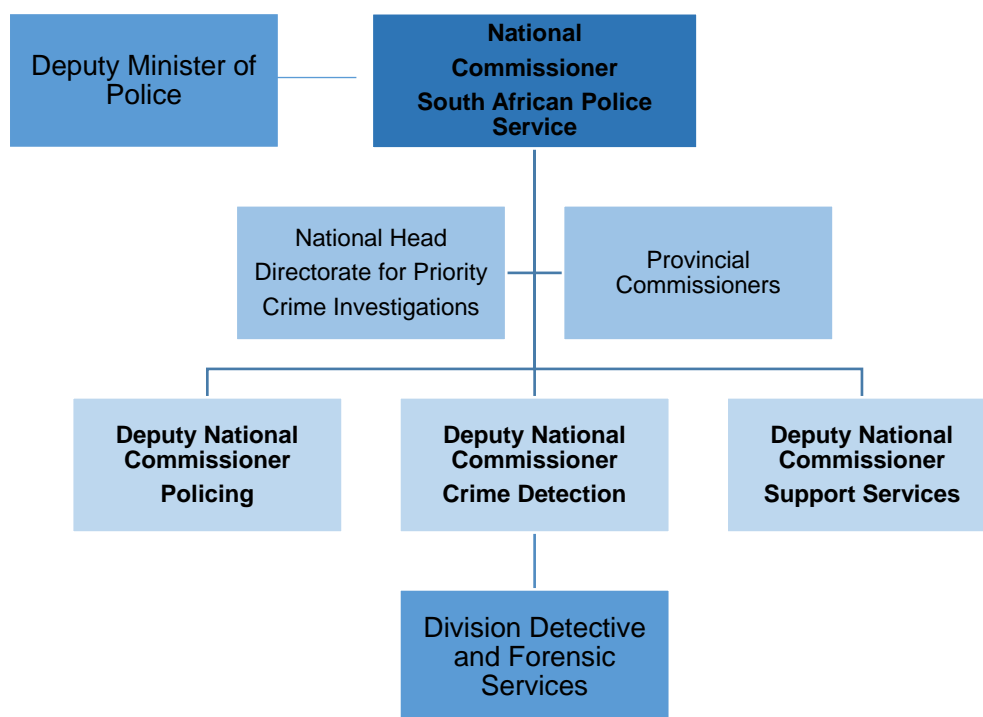 Deputy Minister of
Police
National
Commissioner
South African Police
Service
National Head
Directorate for Priority
Crime Investigations
Provincial
Commissioners
Deputy National
Commissioner
Policing
Deputy National
Commissioner
Crime Detection
Deputy National
Commissioner
Support Services
Division Detective
and Forensic
Services